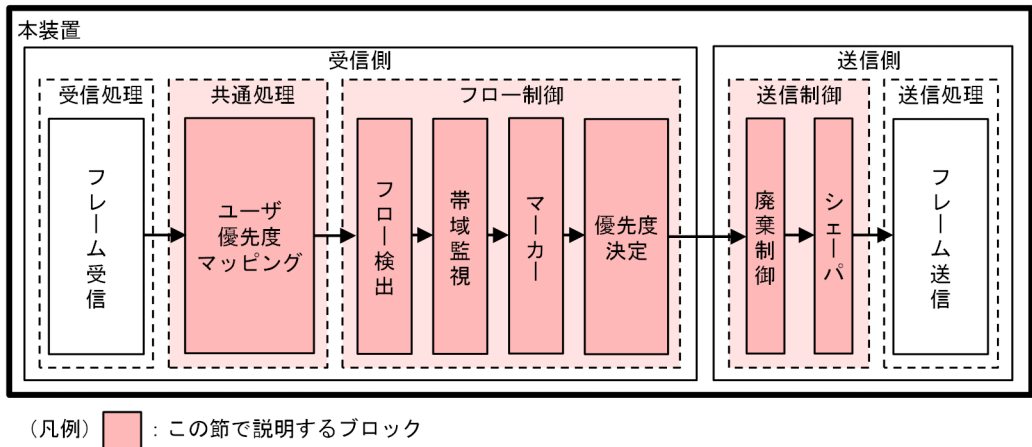 本装置
受信側
送信側
受信処理
共通処理
フロー制御
送信制御
送信処理
フレーム受信
ユーザ
優先度
マッピング
フロー検出
帯域監視
マーカー
優先度
決定
廃棄制御
シェーパ
フレーム送信
(凡例)
:この節で説明するブロック